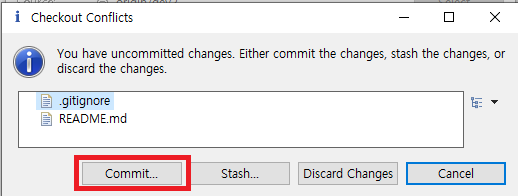 Checkout Conflicts
You have uncommitted changes. Either commit the changes, stash the changes, or
discard the changes.
.gitignore
README.md
Commit...
Stash...
Discard Changes
Cancel